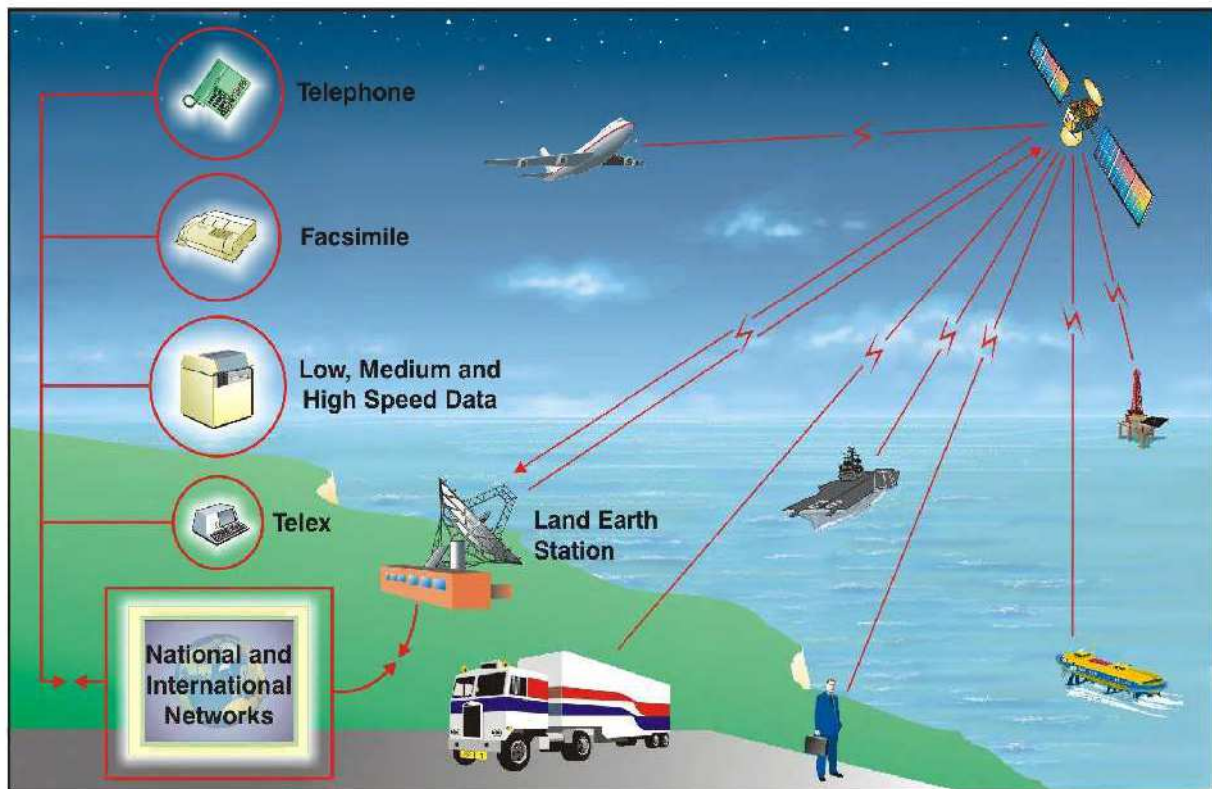 Telephone
Facsimile
Low, Medium and
High Speed Data
Telex
Land Earth
Station
National and
International
Networks